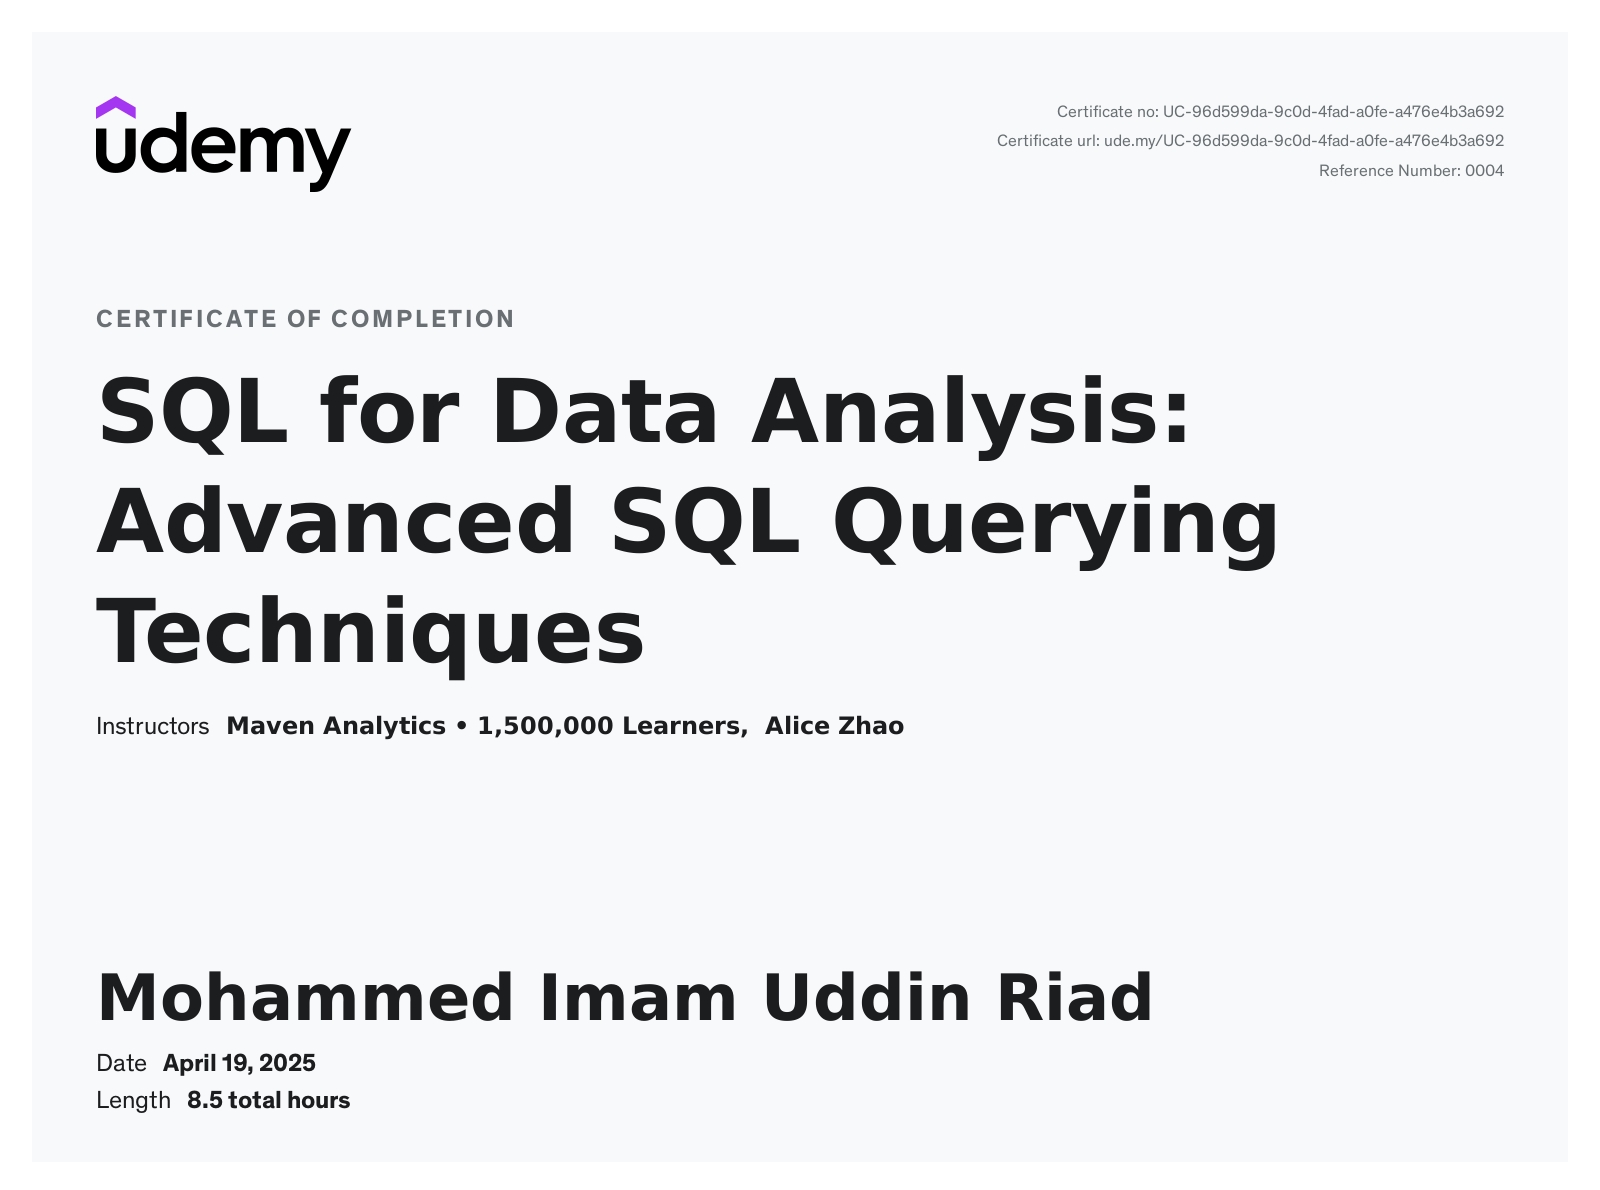 udemy
Certificate no: UC-96d599da-9c0d-4fad-a0fe-a476e4b3a692
Certificate url: ude.my/UC-96d599da-9c0d-4fad-a0fe-a476e4b3a692
Reference Number: 0004
CERTIFICATE OF COMPLETION
SQL for Data Analysis:
Advanced SQL Querying
Techniques
Instructors Maven Analytics • 1,500,000 Learners, Alice Zhao
Mohammed Imam Uddin Riad
Date April 19, 2025
Length 8.5 total hours